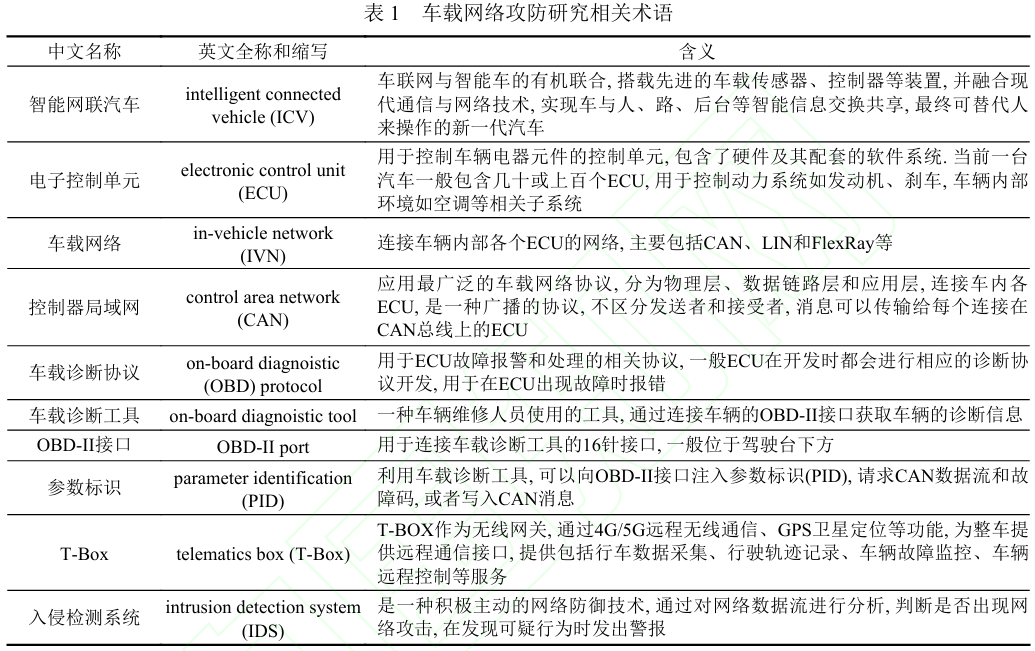 表 1 车载网络攻防研究相关术语
中文名称 英文全称和缩写 含义
智能网联汽车 intelligent connected vehicle (ICV) 车联网与智能车的有机联合, 搭载先进的车载传感器、控制器等装置, 并融合现
代通信与网络技术, 实现车与人、路、后台等智能信息交换共享, 最终可替代人
来操作的新一代汽车
电子控制单元 electronic control unit (ECU) 用于控制车辆电器元件的控制单元, 包含了硬件及其配套的软件系统. 当前一台
汽车一般包含几十或上百个ECU, 用于控制动力系统如发动机、刹车, 车辆内部
环境如空调等相关子系统
车载网络 in-vehicle network (IVN) 连接车辆内部各个ECU的网络, 主要包括CAN、LIN和FlexRay等
控制器局域网 control area network (CAN) 应用最广泛的车载网络协议, 分为物理层、数据链路层和应用层, 连接车内各
ECU, 是一种广播的协议, 不区分发送者和接受者, 消息可以传输给每个连接在
CAN总线上的ECU
车载诊断协议 on-board diagnoistic (OBD) protocol 用于ECU故障报警和处理的相关协议, 一般ECU在开发时都会进行相应的诊断协
议开发, 用于在ECU出现故障时报错
车载诊断工具 on-board diagnoistic tool 一种车辆维修人员使用的工具, 通过连接车辆的OBD-II接口获取车辆的诊断信息
OBD-II接口 OBD-II port 用于连接车载诊断工具的16针接口, 一般位于驾驶台下方
参数标识 parameter identification (PID) 利用车载诊断工具, 可以向OBD-II接口注入参数标识(PID), 请求CAN数据流和故
障码, 或者写入CAN消息
T-Box telematics box (T-Box) T-BOX作为无线网关, 通过4G/5G远程无线通信、GPS卫星定位等功能, 为整车提
供远程通信接口, 提供包括行车数据采集、行驶轨迹记录、车辆故障监控、车辆
远程控制等服务
入侵检测系统 intrusion detection system (IDS) 是一种积极主动的网络防御技术, 通过对网络数据流进行分析, 判断是否出现网
络攻击, 在发现可疑行为时发出警报